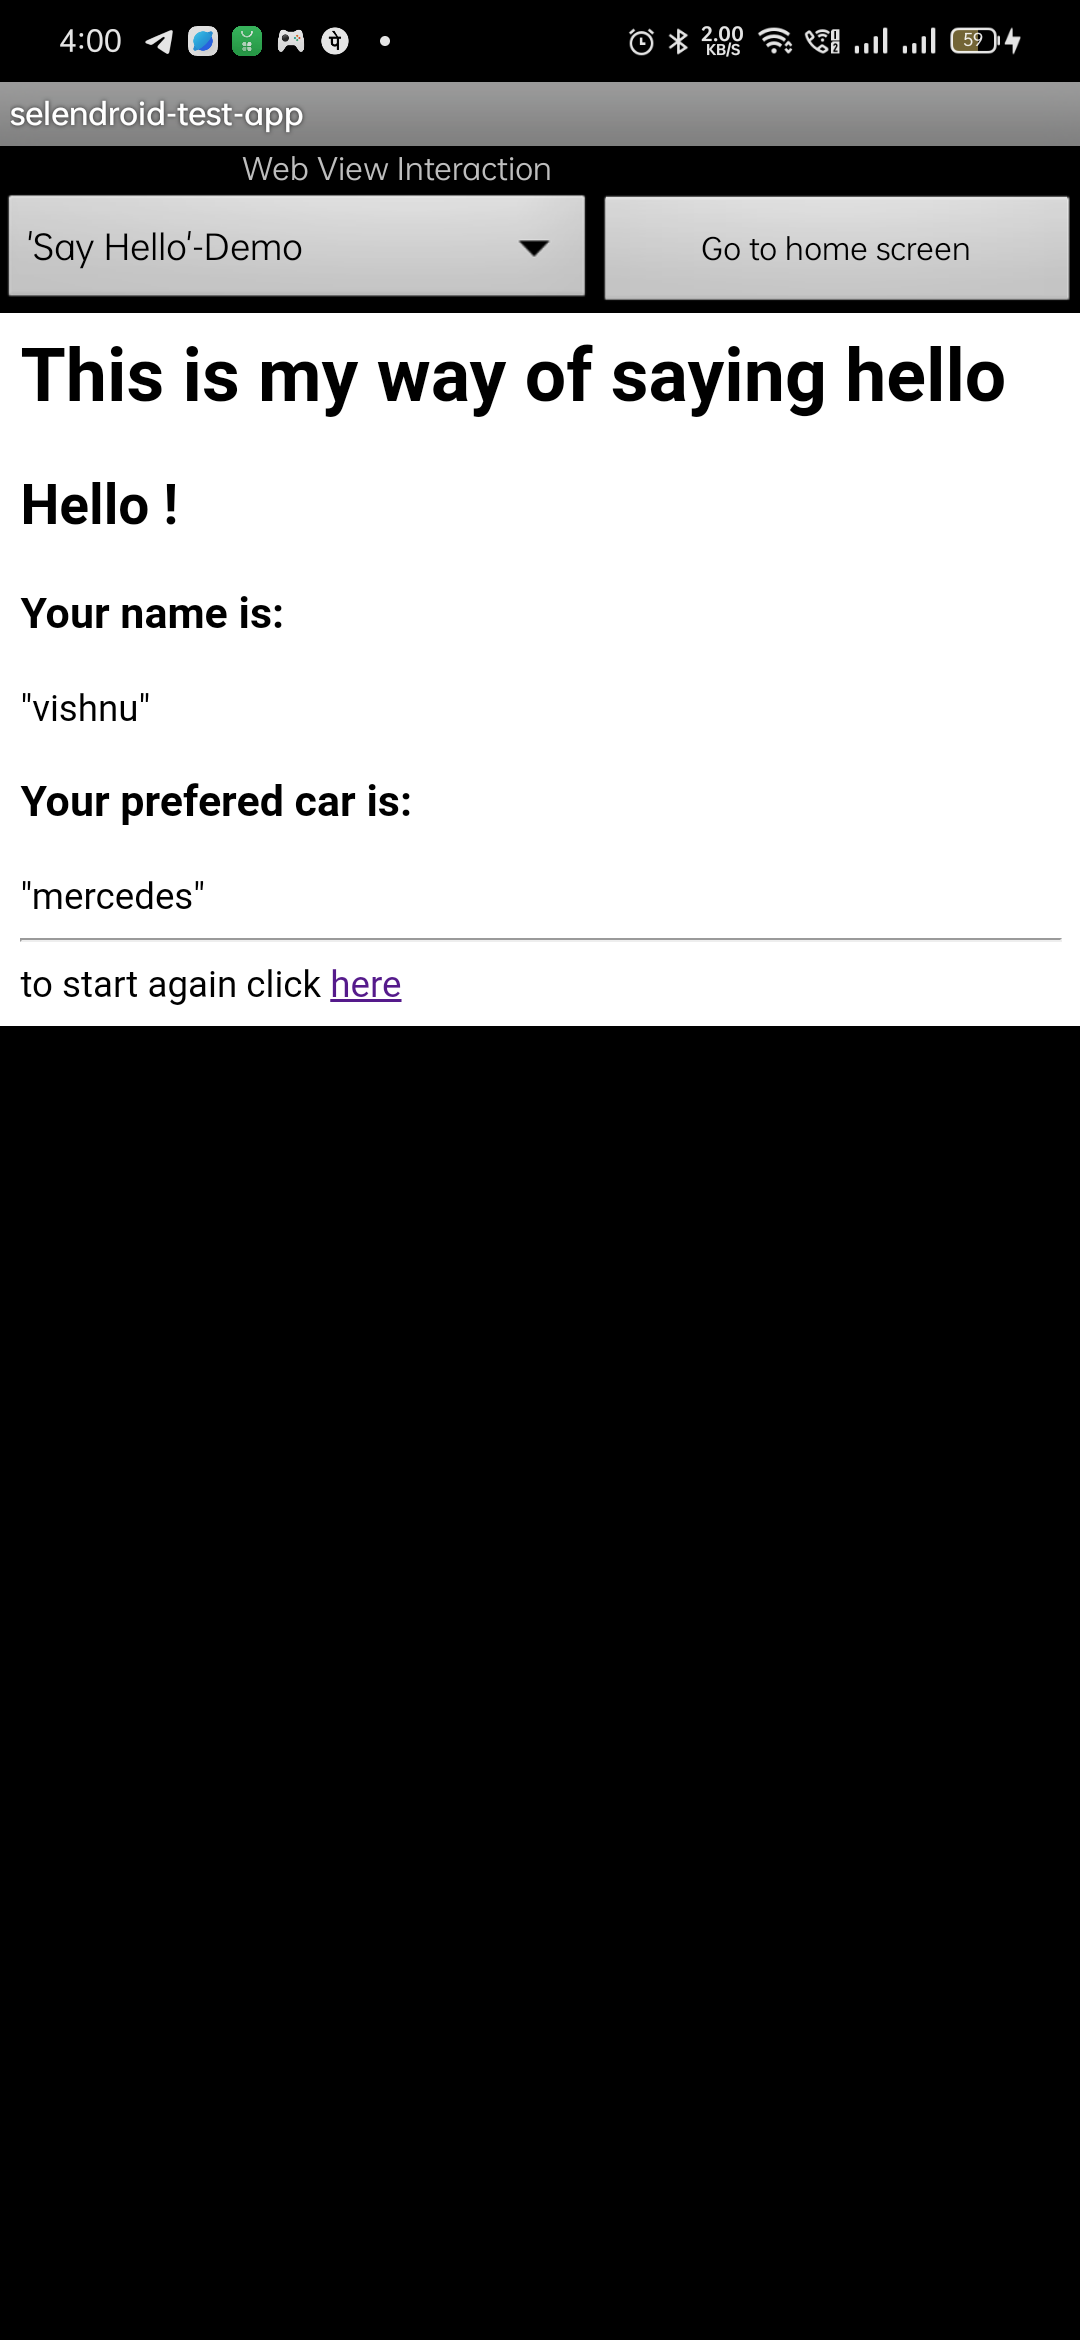 4:00 पे 2.00 KB/S 1 2 59
selendroid-test-app
Web View Interaction
'Say Hello'-Demo
Go to home screen
This is my way of saying hello
Hello !
Your name is:
"vishnu"
Your prefered car is:
"mercedes"
to start again click here